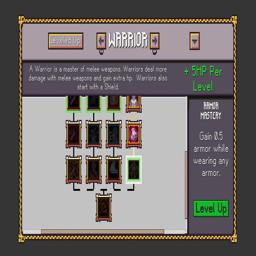 WARRIOR
A Warrior is a master of melee weapons. Warriors deal more
damage with melee weapons and gain extra hp. Warriors also
start with a Shield.
+ 5HP Per
Level
ARMOR
MASTERY
Gain 0.5
armor while
wearing any
armor.
Level Up